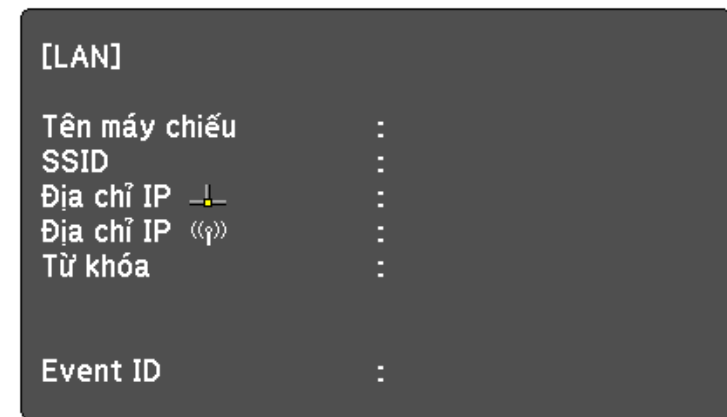 [LAN]
Tên máy chiếu :
SSID :
Địa chỉ IP :
Địa chỉ IP :
Từ khóa :
Event ID :